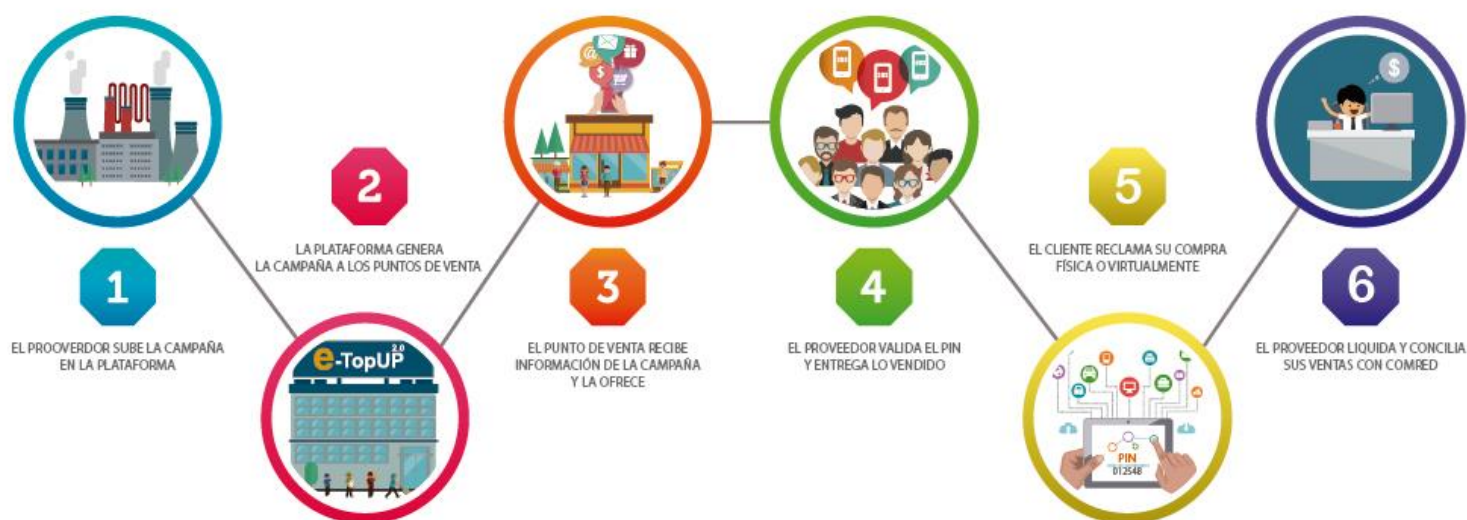 1
EL PROOVERDOR SUBE LA CAMPAÑA
EN LA PLATAFORMA
2
LA PLATAFORMA GENERA
LA CAMPAÑA A LOS PUNTOS DE VENTA
e-TopUP 2.0
3
EL PUNTO DE VENTA RECIBE
INFORMACIÓN DE LA CAMPAÑA
Y LA OFRECE
4
EL PROVEEDOR VALIDA EL PIN
Y ENTREGA LO VENDIDO
5
EL CLIENTE RECLAMA SU COMPRA
FÍSICA O VIRTUALMENTE
PIN
012548
6
EL PROVEEDOR LIQUIDA Y CONCILIA
SUS VENTAS CON COMRED